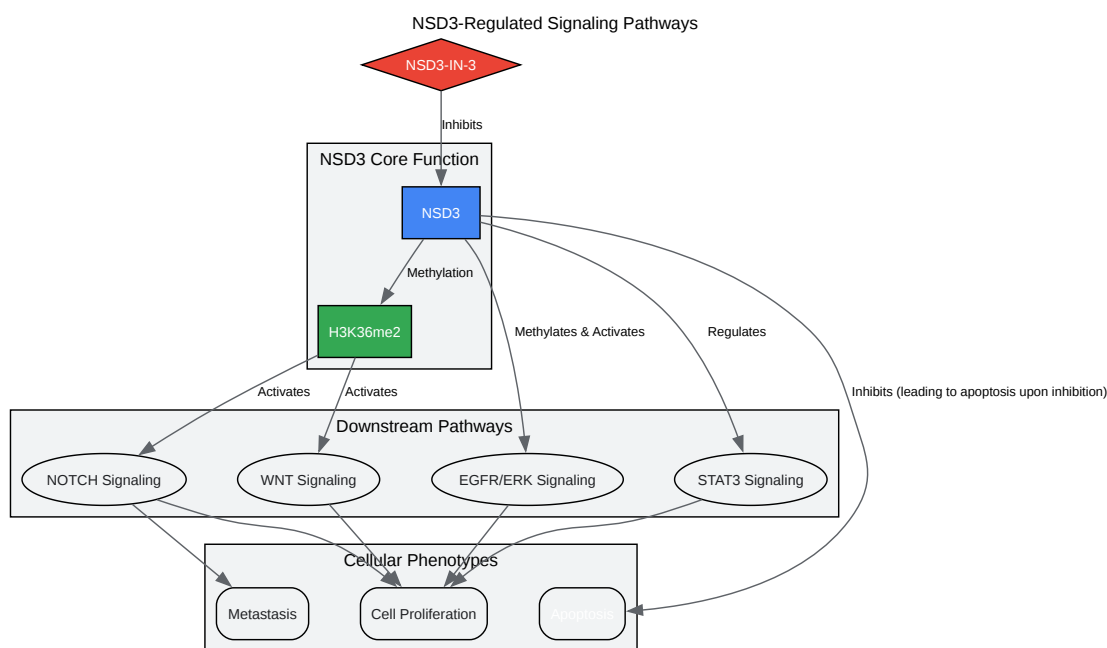 NSD3-Regulated Signaling Pathways
NSD3-IN-3
Inhibits
NSD3 Core Function
NSD3
Methylation
H3K36me2
Methylates & Activates
Regulates
Activates
Activates
Inhibits (leading to apoptosis upon inhibition)
Downstream Pathways
NOTCH Signaling
WNT Signaling
EGFR/ERK Signaling
STAT3 Signaling
Cellular Phenotypes
Metastasis
Cell Proliferation
Apoptosis